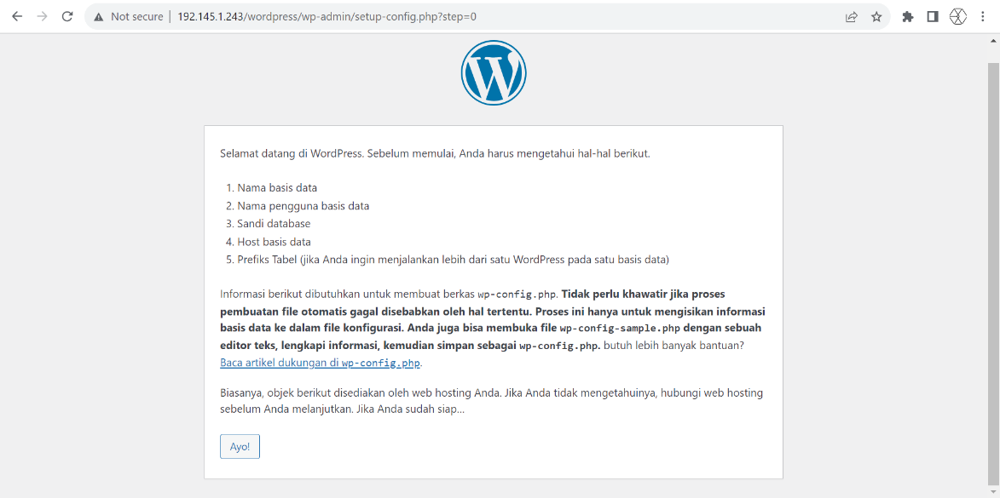 Not secure | 192.145.1.243/wordpress/wp-admin/setup-config.php?step=0
W
Selamat datang di WordPress. Sebelum memulai, Anda harus mengetahui hal-hal berikut.
1. Nama basis data
2. Nama pengguna basis data
3. Sandi database
4. Host basis data
5. Prefiks Tabel (jika Anda ingin menjalankan lebih dari satu WordPress pada satu basis data)
Informasi berikut dibutuhkan untuk membuat berkas wp-config.php. Tidak perlu khawatir jika proses
pembuatan file otomatis gagal disebabkan oleh hal tertentu. Proses ini hanya untuk mengisikan informasi
basis data ke dalam file konfigurasi. Anda juga bisa membuka file wp-config-sample.php dengan sebuah
editor teks, lengkapi informasi, kemudian simpan sebagai wp-config.php. butuh lebih banyak bantuan?
Baca artikel dukungan di wp-config.php.
Biasanya, objek berikut disediakan oleh web hosting Anda. Jika Anda tidak mengetahuinya, hubungi web hosting
sebelum Anda melanjutkan. Jika Anda sudah siap...
Ayo!